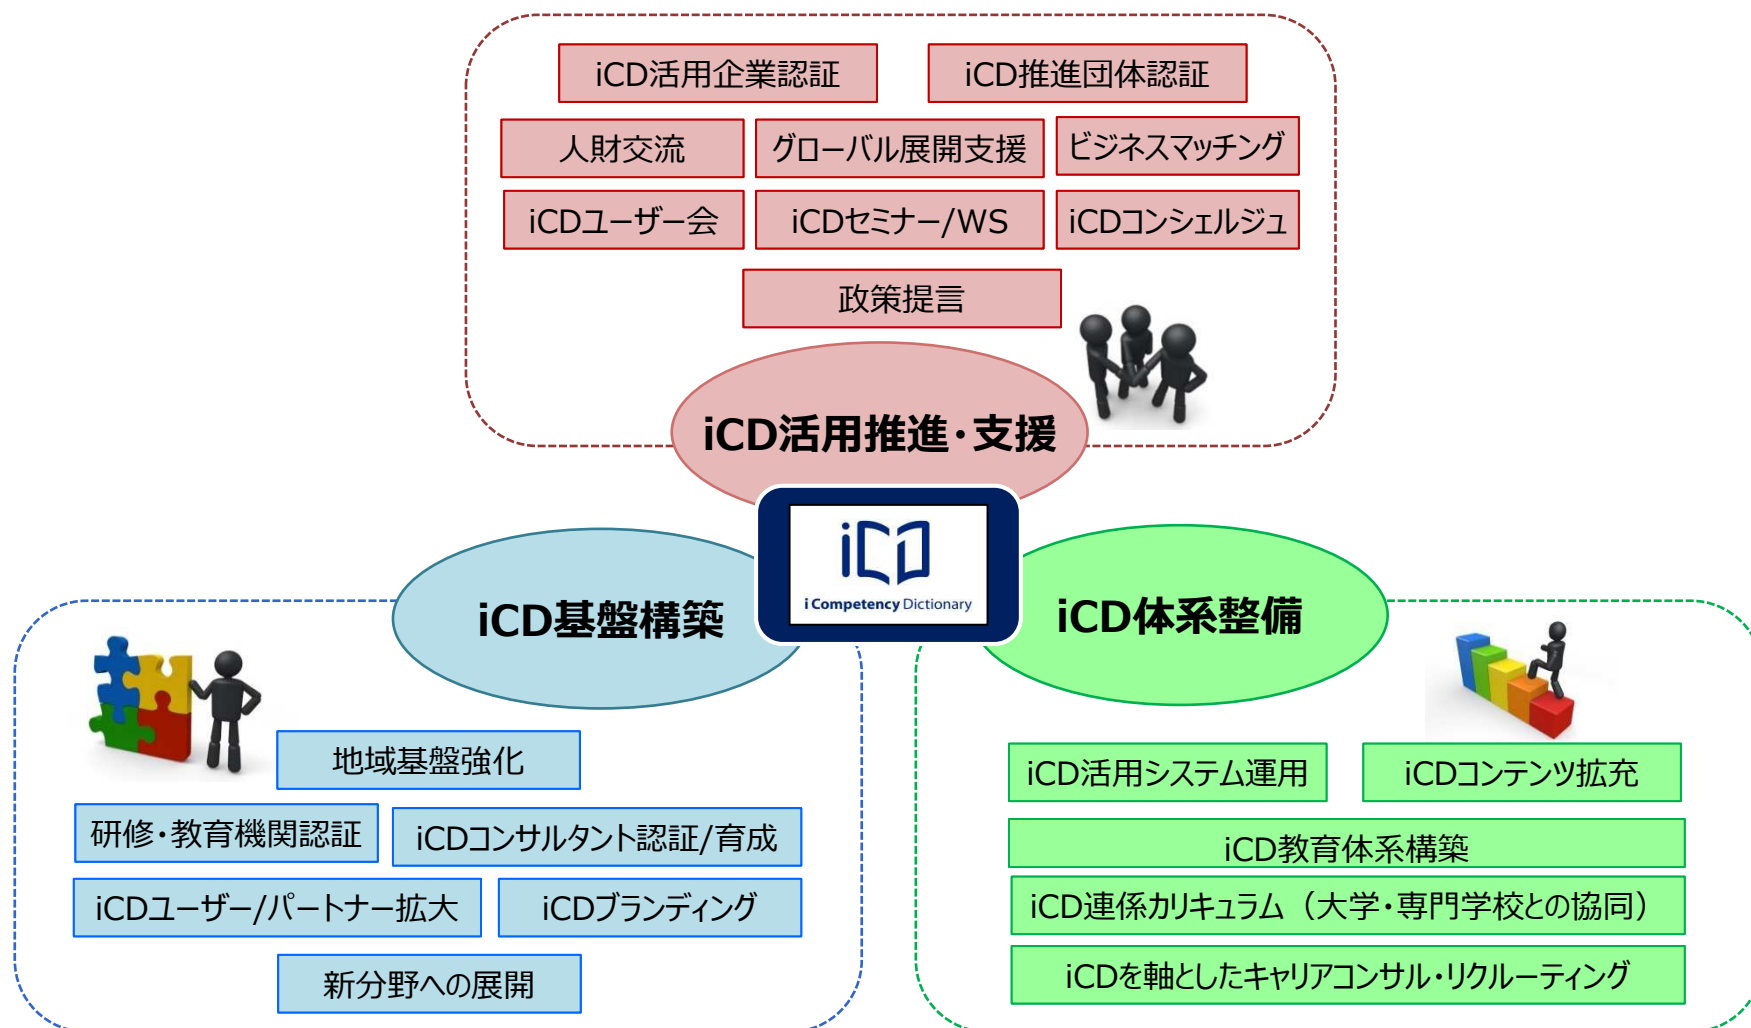 iCD活用企業認証
iCD推進団体認証
人財交流
グローバル展開支援
ビジネスマッチング
iCDユーザー会
iCDセミナー/WS
iCDコンシェルジュ
政策提言
iCD活用推進・支援
iCD
i Competency Dictionary
iCD基盤構築
地域基盤強化
研修・教育機関認証
iCDコンサルタント認証/育成
iCDユーザー/パートナー拡大
iCDブランディング
新分野への展開
iCD体系整備
iCD活用システム運用
iCDコンテンツ拡充
iCD教育体系構築
iCD連係カリキュラム（大学・専門学校との協同）
iCDを軸としたキャリアコンサル・リクルーティング